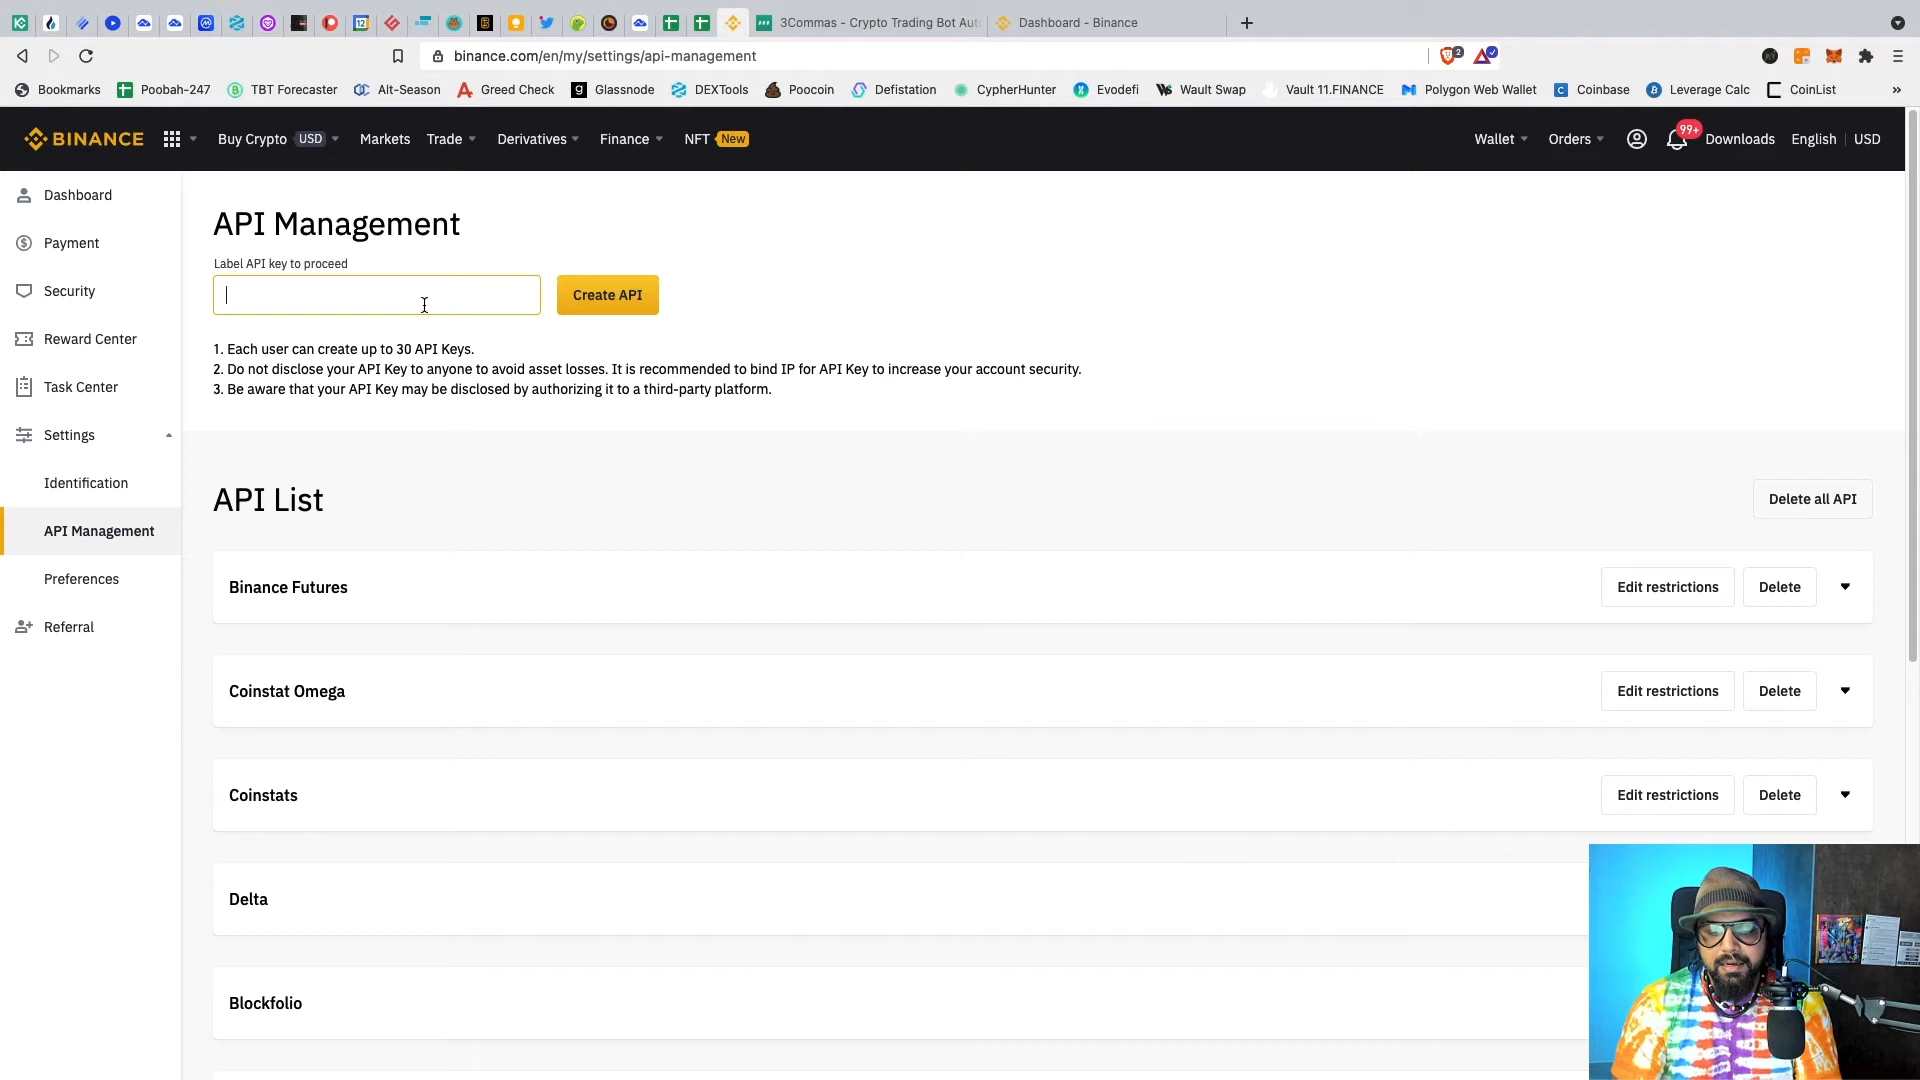 3Commas - Crypto Trading Bot Auto
Dashboard - Binance
binance.com/en/my/settings/api-management
2
Bookmarks
Poobah-247
TBT Forecaster
Alt-Season
Greed Check
Glassnode
DEXTools
Poocoin
Defistation
CypherHunter
Evodefi
Wault Swap
Vault 11.FINANCE
Polygon Web Wallet
Coinbase
Leverage Calc
CoinList
»
BINANCE
Buy Crypto USD
Markets
Trade
Derivatives
Finance
NFT New
Wallet
Orders
99+
Downloads
English
USD
Dashboard
Payment
Security
Reward Center
Task Center
Settings
Identification
API Management
Preferences
Referral
API Management
Label API key to proceed
Create API
1. Each user can create up to 30 API Keys.
2. Do not disclose your API Key to anyone to avoid asset losses. It is recommended to bind IP for API Key to increase your account security.
3. Be aware that your API Key may be disclosed by authorizing it to a third-party platform.
API List
Delete all API
Binance Futures
Edit restrictions
Delete
Coinstat Omega
Edit restrictions
Delete
Coinstats
Edit restrictions
Delete
Delta
Blockfolio